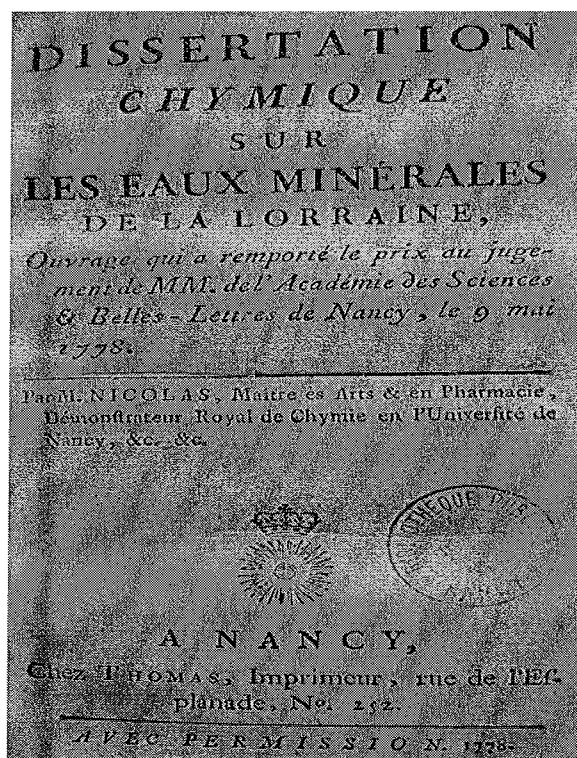 DISSERTATION
CHYMIQUE
SUR
LES EAUX MINÉRALES
DE LA LORRAINE,
Ouvrage qui a remporté le prix au juge-
ment de MM. de l'Académie des Sciences
& Belles-Lettres de Nancy, le 9 mai
1778.
Par M. NICOLAS, Maître ès Arts & en Pharmacie,
Démonſtrateur Royal de Chymie en l'Univerſité de
Nancy, &c. &c.
A NANCY,
Chez THOMAS, Imprimeur, rue de l'Eſ-
planade, No. 252.
AVEC PERMISSION. 1778.